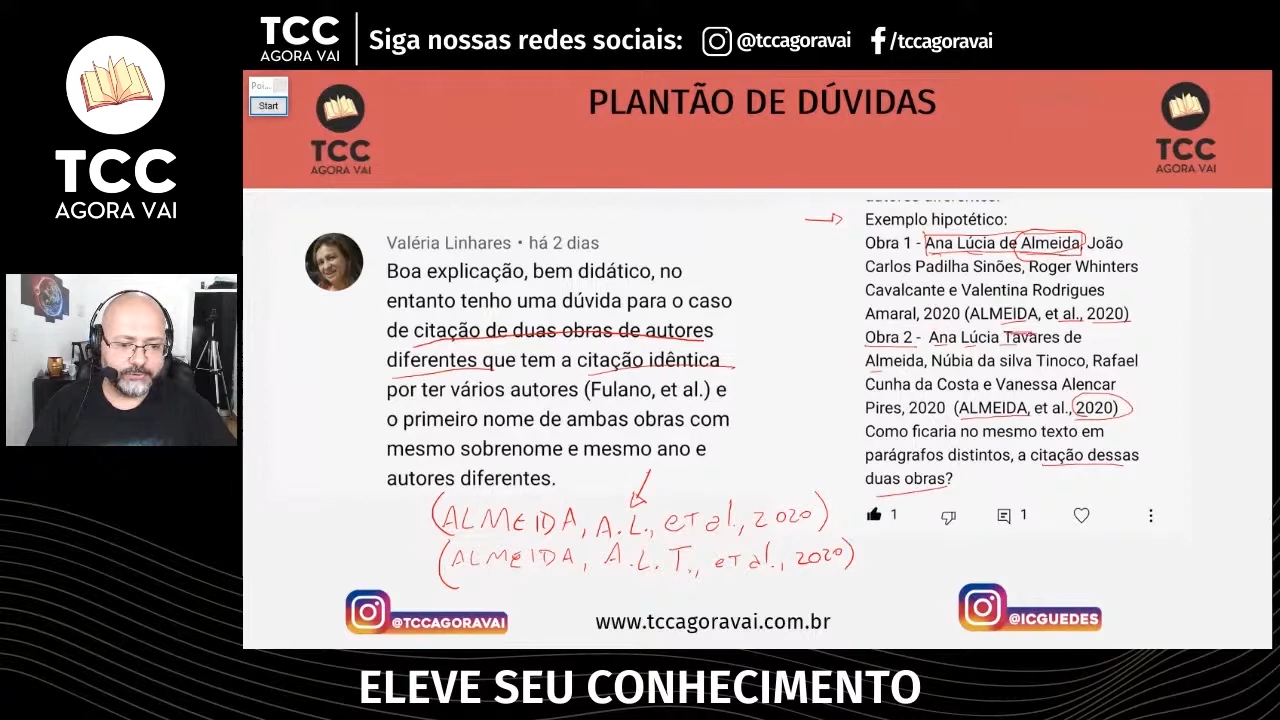 TCC
AGORA VAI
Siga nossas redes sociais:
@tccagoravai
/tccagoravai
TCC
AGORA VAI
Poi...
Start
TCC
AGORA VAI
PLANTÃO DE DÚVIDAS
TCC
AGORA VAI
Valéria Linhares • há 2 dias
Boa explicação, bem didático, no
entanto tenho uma dúvida para o caso
de citação de duas obras de autores
diferentes que tem a citação idêntica
por ter vários autores (Fulano, et al.) e
o primeiro nome de ambas obras com
mesmo sobrenome e mesmo ano e
autores diferentes.
(ALMEIDA, A.L., et al., 2020)
(ALMEIDA, A.L.T., et al., 2020)
autores diferentes.
Exemplo hipotético:
Obra 1 - Ana Lúcia de Almeida, João
Carlos Padilha Sinões, Roger Whinters
Cavalcante e Valentina Rodrigues
Amaral, 2020 (ALMEIDA, et al., 2020)
Obra 2 - Ana Lúcia Tavares de
Almeida, Núbia da silva Tinoco, Rafael
Cunha da Costa e Vanessa Alencar
Pires, 2020 (ALMEIDA, et al., 2020)
Como ficaria no mesmo texto em
parágrafos distintos, a citação dessas
duas obras?
1
1
@TCCAGORAVAI
www.tccagoravai.com.br
@ICGUEDES
ELEVE SEU CONHECIMENTO